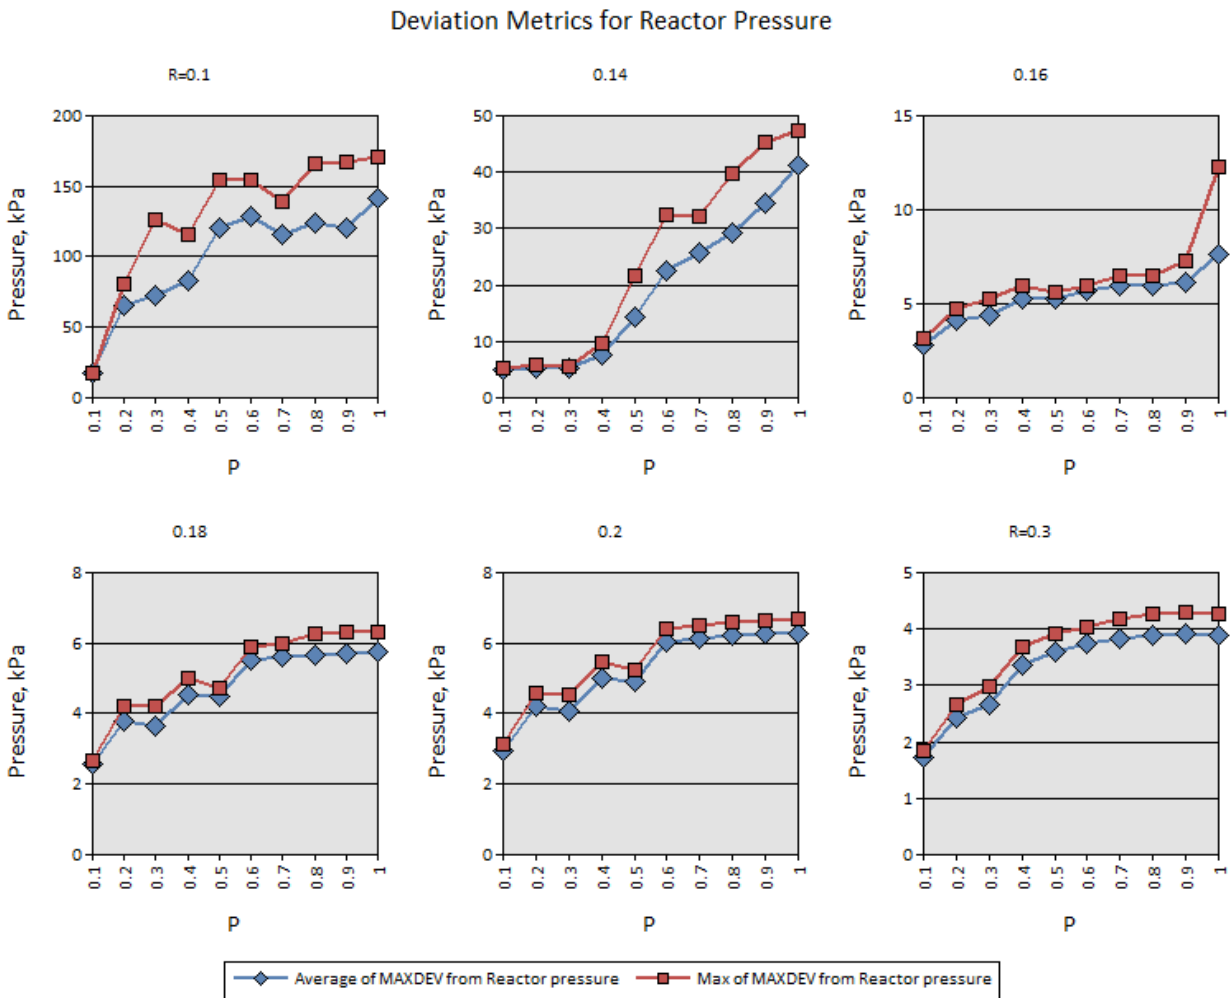 Deviation Metrics for Reactor Pressure
R=0.1
200
150
100
50
0
Pressure, kPa
0.1 0.2 0.3 0.4 0.5 0.6 0.7 0.8 0.9 1
P
0.14
50
40
30
20
10
0
Pressure, kPa
0.1 0.2 0.3 0.4 0.5 0.6 0.7 0.8 0.9 1
P
0.16
15
10
5
0
Pressure, kPa
0.1 0.2 0.3 0.4 0.5 0.6 0.7 0.8 0.9 1
P
0.18
8
6
4
2
0
Pressure, kPa
0.1 0.2 0.3 0.4 0.5 0.6 0.7 0.8 0.9 1
P
0.2
8
6
4
2
0
Pressure, kPa
0.1 0.2 0.3 0.4 0.5 0.6 0.7 0.8 0.9 1
P
R=0.3
5
4
3
2
1
0
Pressure, kPa
0.1 0.2 0.3 0.4 0.5 0.6 0.7 0.8 0.9 1
P
Average of MAXDEV from Reactor pressure Max of MAXDEV from Reactor pressure